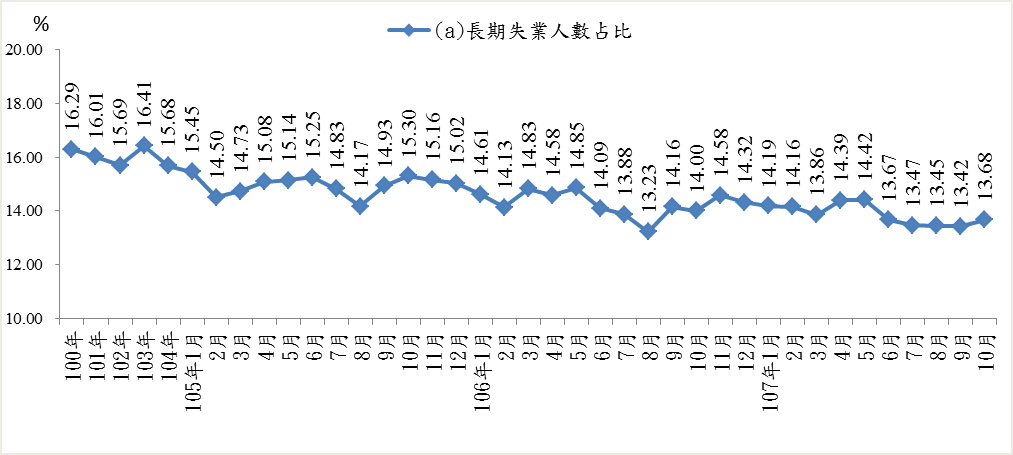 %
(a)長期失業人數占比
20.00
18.00
16.00
14.00
12.00
10.00
16.29
16.01
15.69
16.41
15.68
15.45
14.50
14.73
15.08
15.14
15.25
14.83
14.17
14.93
15.30
15.16
15.02
14.61
14.13
14.83
14.58
14.85
14.09
13.88
13.23
14.16
14.00
14.58
14.32
14.19
14.16
13.86
14.39
14.42
13.67
13.47
13.45
13.42
13.68
100年
101年
102年
103年
104年
105年1月
2月
3月
4月
5月
6月
7月
8月
9月
10月
11月
12月
106年1月
2月
3月
4月
5月
6月
7月
8月
9月
10月
11月
12月
107年1月
2月
3月
4月
5月
6月
7月
8月
9月
10月